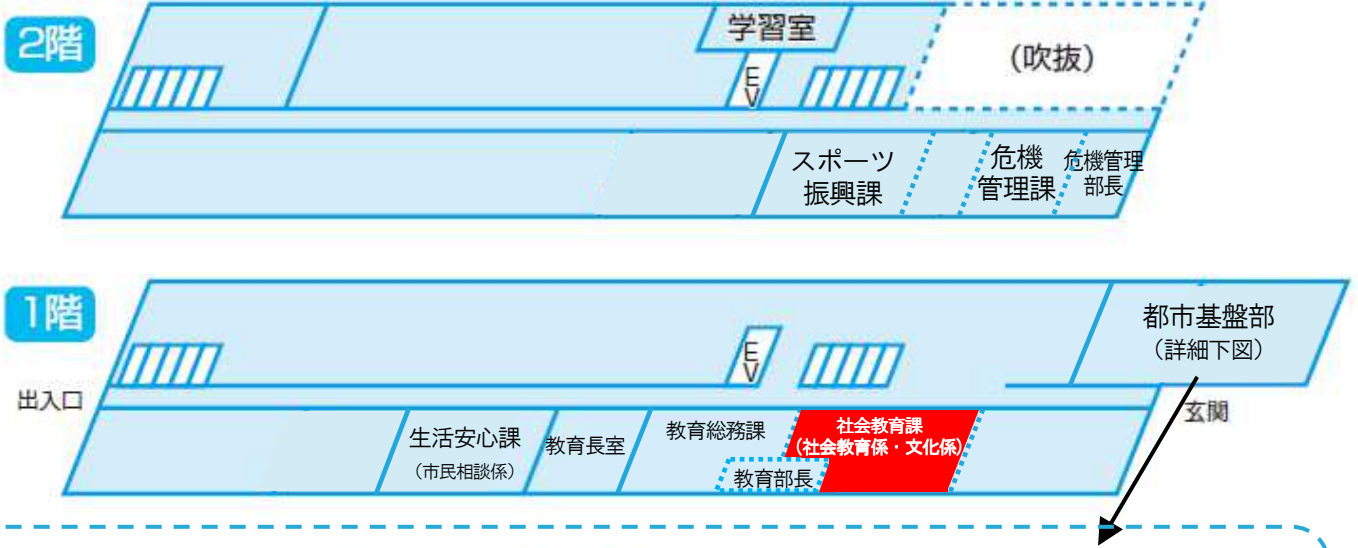 2階
学習室
EV
(吹抜)
スポーツ
振興課
危機
管理課
危機管理
部長
1階
EV
都市基盤部
(詳細下図)
出入口
玄関
生活安心課
(市民相談係)
教育長室
教育総務課
教育部長
社会教育課
(社会教育係・文化係)